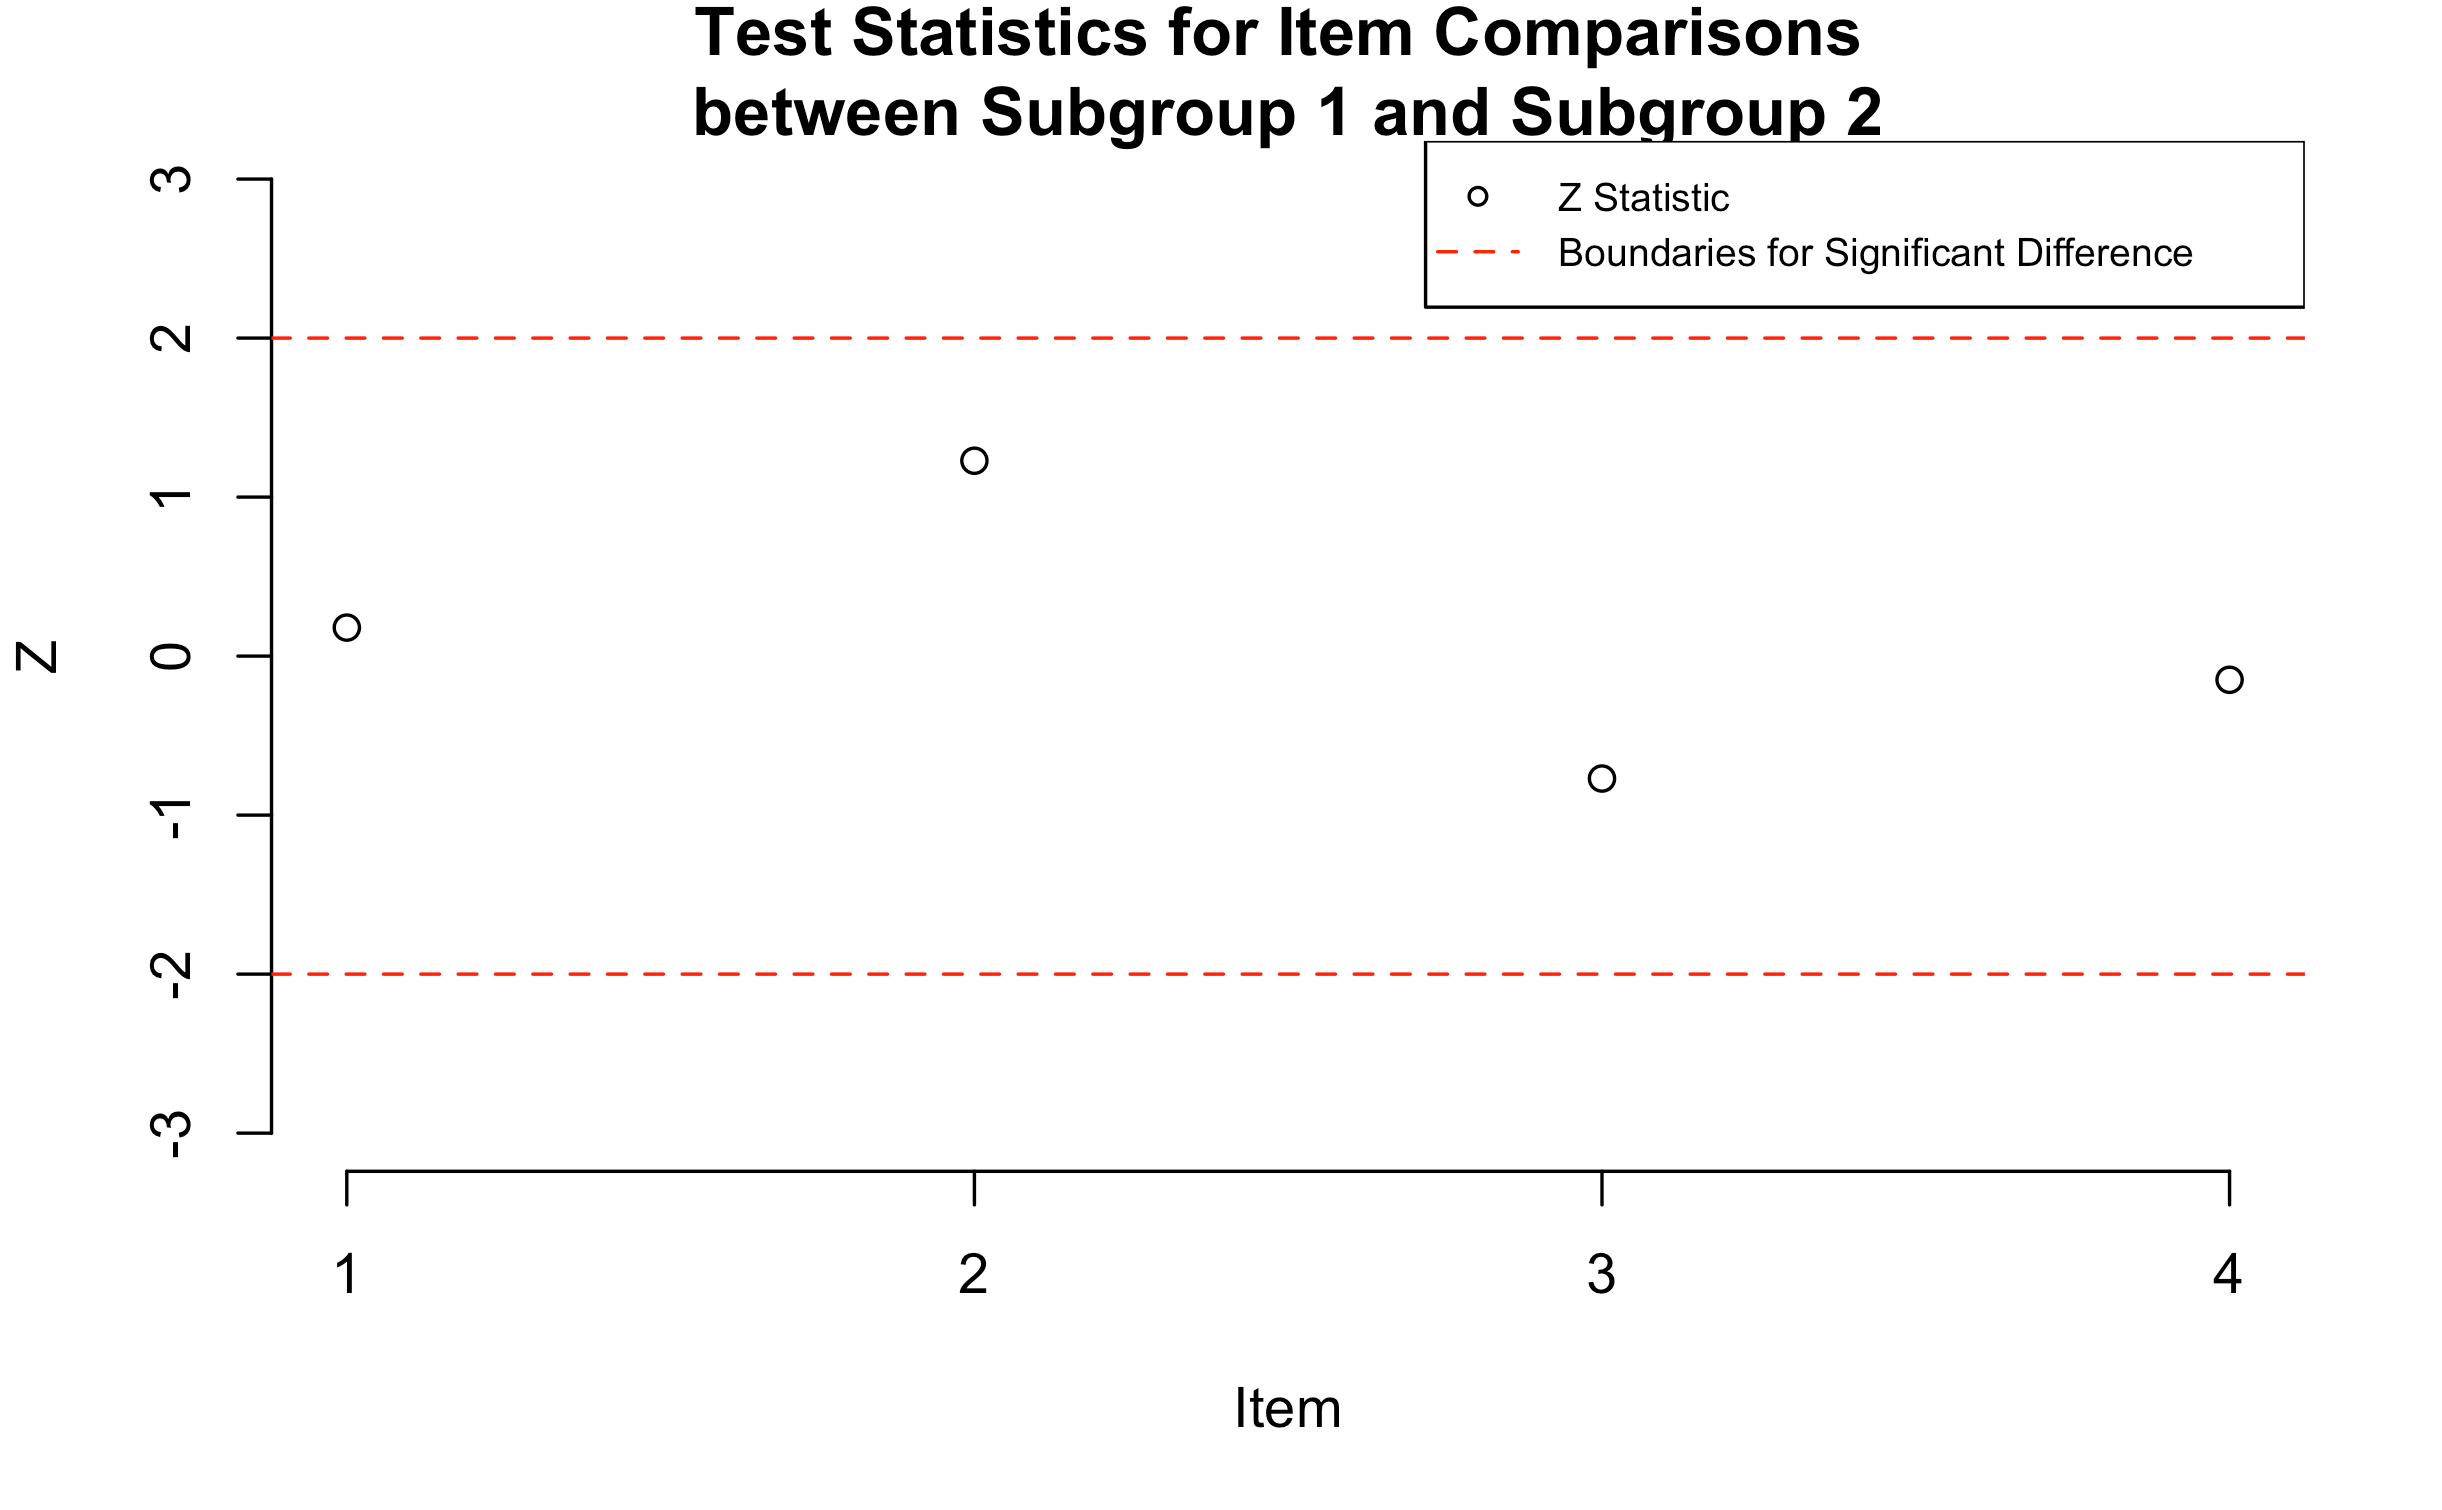 Test Statistics for Item Comparisons
between Subgroup 1 and Subgroup 2
Z Statistic
Boundaries for Significant Difference
3
2
1
0
-1
-2
-3
Z
1 2 3 4
Item